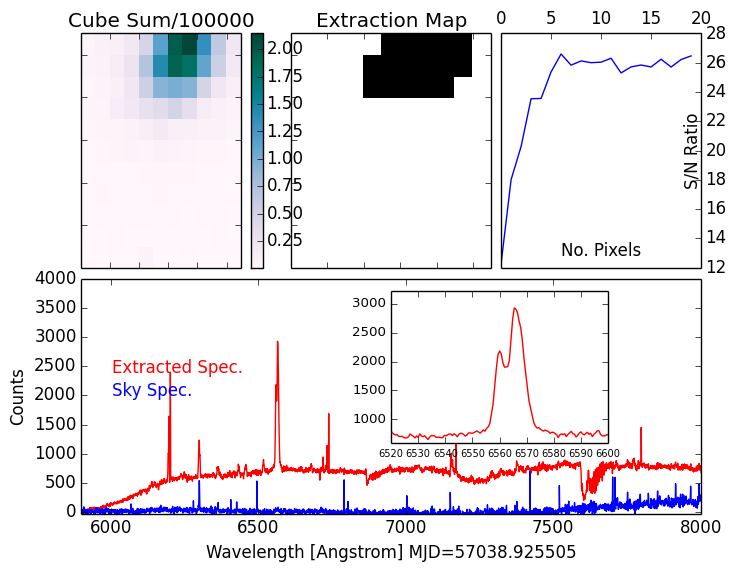 Cube Sum/100000
Extraction Map
0 5 10 15 20
2.00
1.75
1.50
1.25
1.00
0.75
0.50
0.25
28
26
24
22
20
18
16
14
12
S/N Ratio
No. Pixels
4000
3500
3000
2500
2000
1500
1000
500
0
Counts
Extracted Spec.
Sky Spec.
3000
2500
2000
1500
1000
6520 6530 6540 6550 6560 6570 6580 6590 6600
6000 6500 7000 7500 8000
Wavelength [Angstrom] MJD=57038.925505